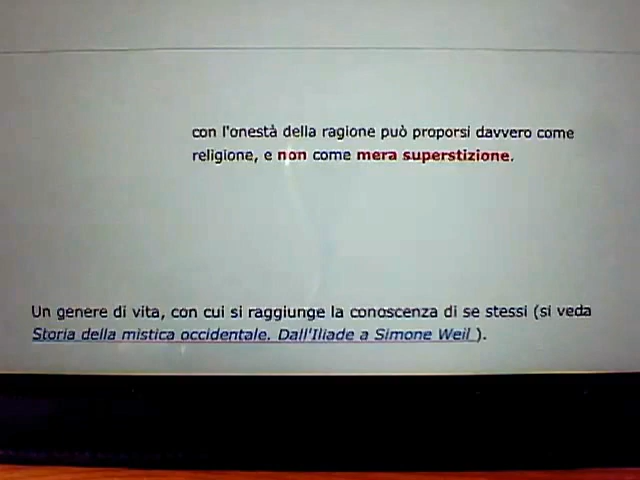 con l'onestà della ragione può proporsi davvero come
religione, e non come mera superstizione.
Un genere di vita, con cui si raggiunge la conoscenza di se stessi (si veda
Storia della mistica occidentale. Dall'Iliade a Simone Weil ).